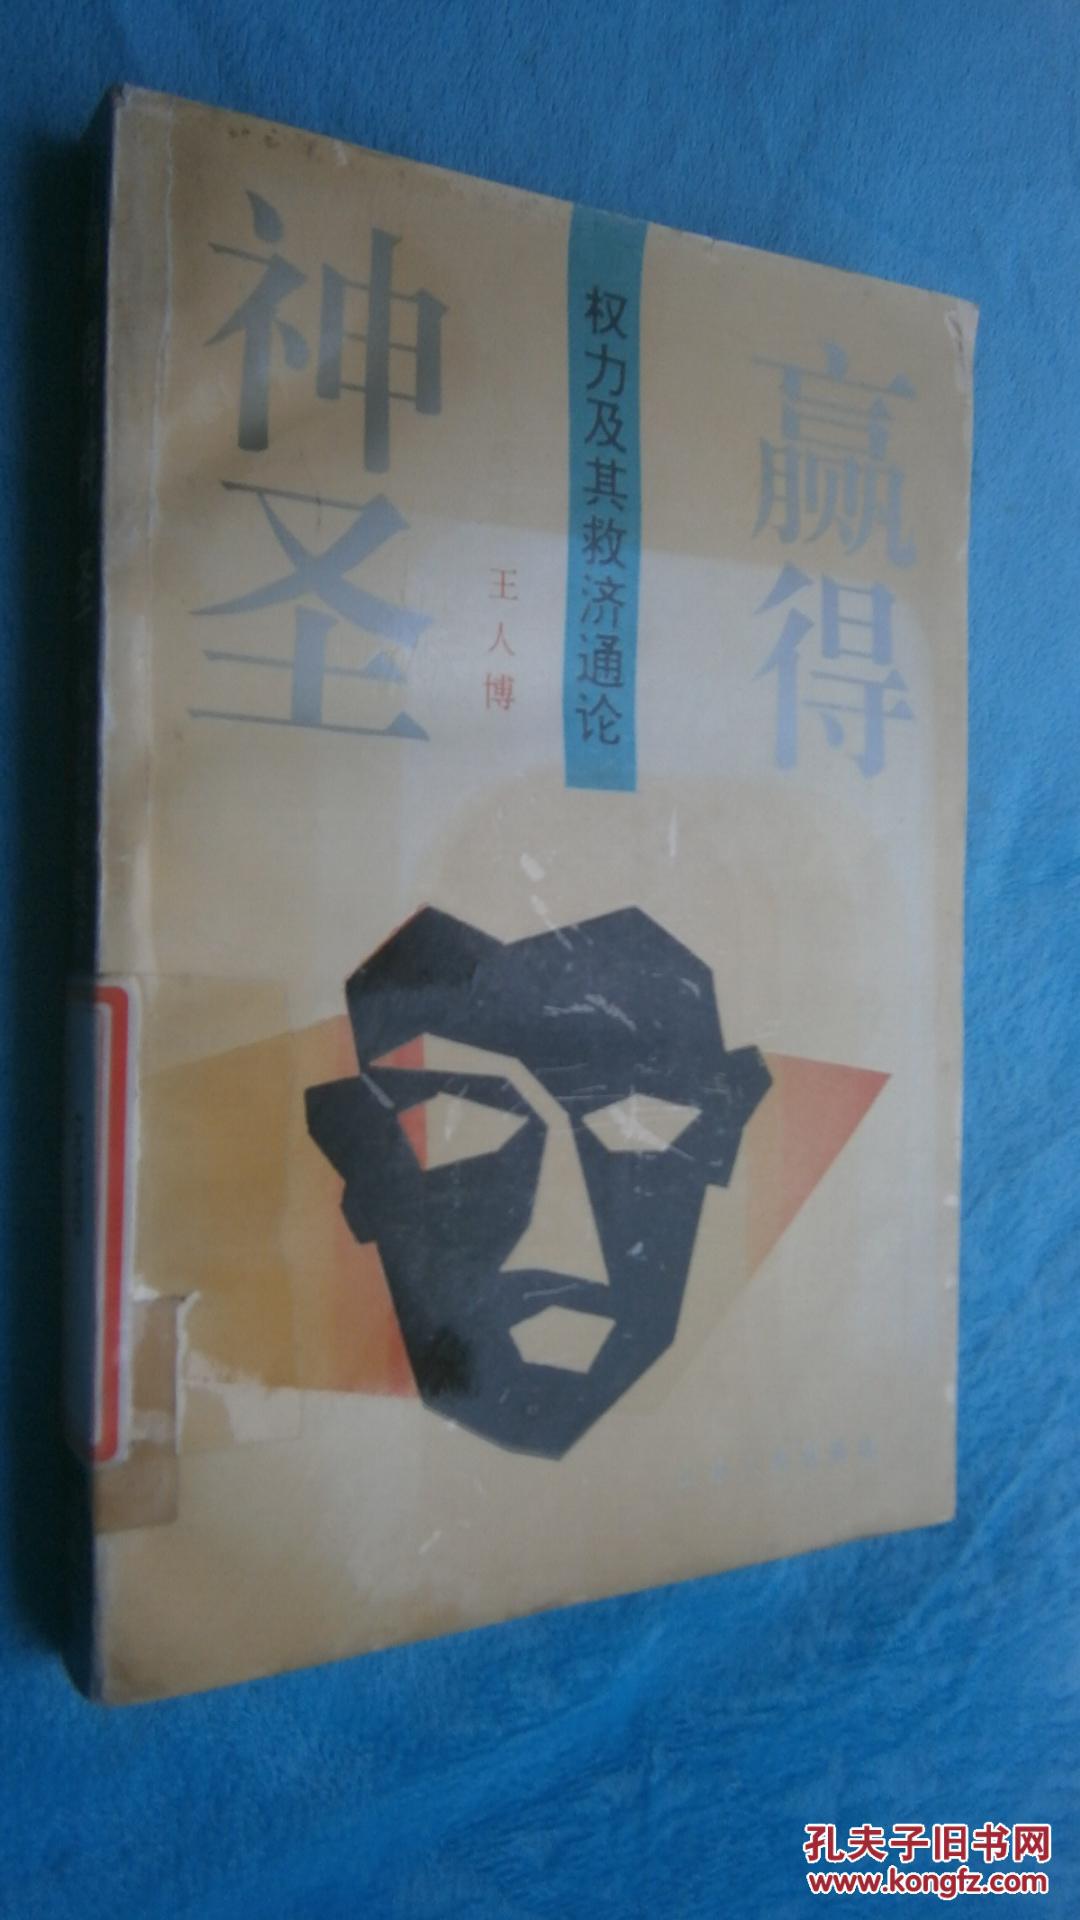 赢得
权力及其救济通论
神圣
王人博
孔夫子旧书网
www.kongfz.com